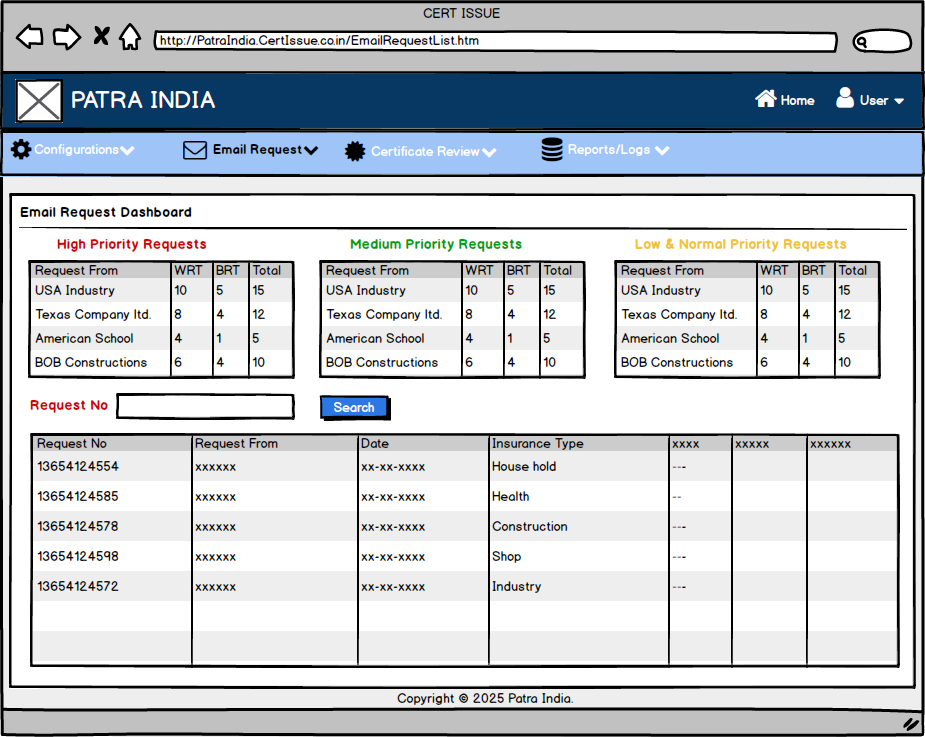 CERT ISSUE
http://PatraIndia.CertIssue.co.in/EmailRequestList.htm
PATRA INDIA Home User
Configurations Email Request Certificate Review Reports/Logs
Email Request Dashboard
High Priority Requests Medium Priority Requests Low & Normal Priority Requests
Request From WRT BRT Total Request From WRT BRT Total Request From WRT BRT Total
USA Industry 10 5 15 USA Industry 10 5 15 USA Industry 10 5 15
Texas Company ltd. 8 4 12 Texas Company ltd. 8 4 12 Texas Company ltd. 8 4 12
American School 4 1 5 American School 4 1 5 American School 4 1 5
BOB Constructions 6 4 10 BOB Constructions 6 4 10 BOB Constructions 6 4 10
Request No Search
Request No Request From Date Insurance Type xxxx xxxxx xxxxxx
13654124554 xxxxxx xx-xx-xxxx House hold ---
13654124585 xxxxxx xx-xx-xxxx Health --
13654124578 xxxxxx xx-xx-xxxx Construction ---
13654124598 xxxxxx xx-xx-xxxx Shop ---
13654124572 xxxxxx xx-xx-xxxx Industry ---
Copyright © 2025 Patra India.